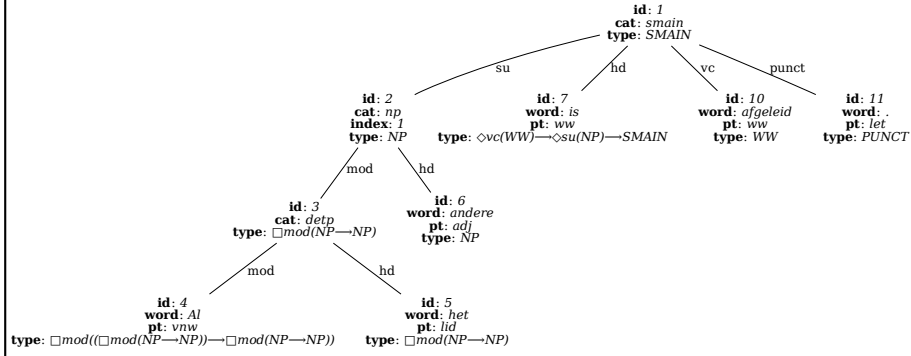 id: 1
cat: smain
type: SMAIN
su
hd
vc
punct
id: 2
cat: np
index: 1
type: NP
id: 7
word: is
pt: ww
type: ◇vc(WW)⟶◇su(NP)⟶SMAIN
id: 10
word: afgeleid
pt: ww
type: WW
id: 11
word: .
pt: let
type: PUNCT
mod
hd
id: 3
cat: detp
type: □mod(NP⟶NP)
id: 6
word: andere
pt: adj
type: NP
mod
hd
id: 4
word: Al
pt: vnw
type: □mod((□mod(NP⟶NP))⟶□mod(NP⟶NP))
id: 5
word: het
pt: lid
type: □mod(NP⟶NP)